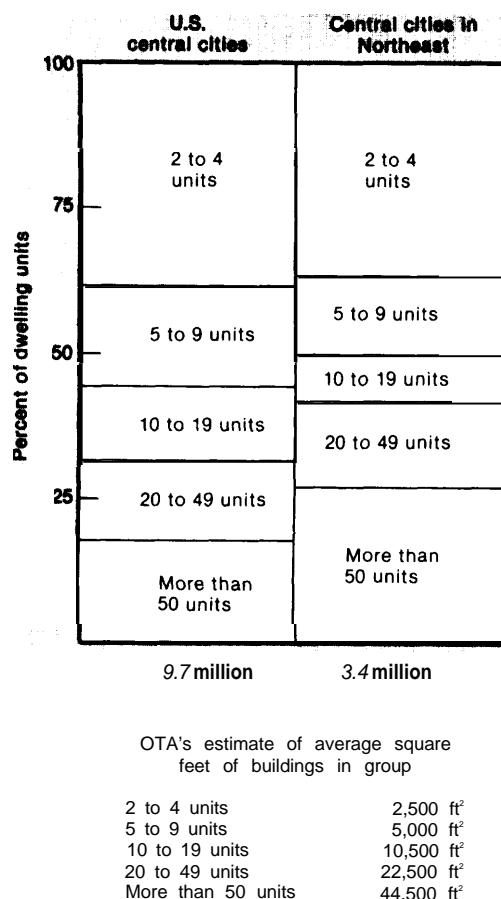 U.S.
central cities
Central cities in
Northeast
Percent of dwelling units
100
75
50
25
2 to 4
units
5 to 9 units
10 to 19 units
20 to 49 units
More than
50 units
2 to 4
units
5 to 9 units
10 to 19 units
20 to 49 units
More than
50 units
9.7 million
3.4 million
OTA's estimate of average square
feet of buildings in group
2 to 4 units 2,500 ft²
5 to 9 units 5,000 ft²
10 to 19 units 10,500 ft²
20 to 49 units 22,500 ft²
More than 50 units 44,500 ft²